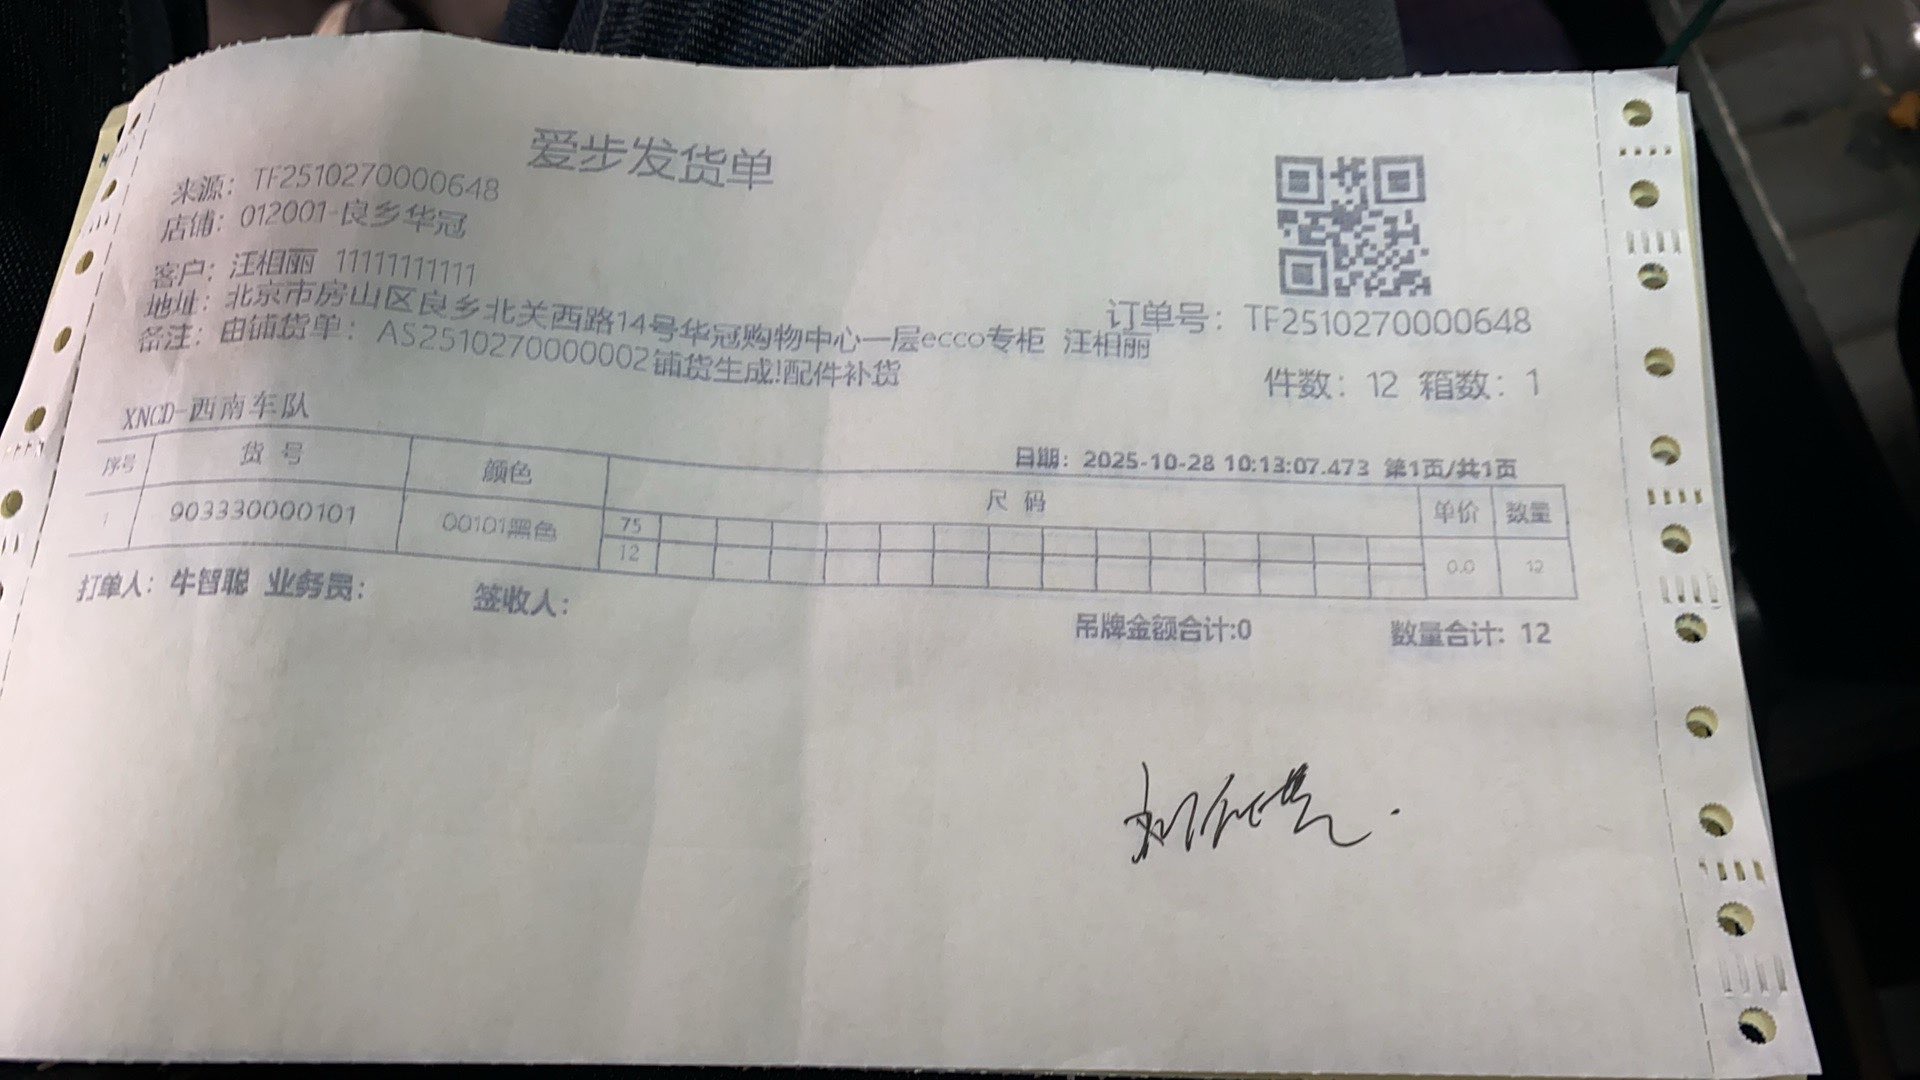 爱步发货单
来源：TF2510270000648
店铺：012001-良乡华冠
客户：汪相丽 11111111111
地址：北京市房山区良乡北关西路14号华冠购物中心一层ecco专柜 汪相丽
备注：由铺货单：AS2510270000002铺货生成!配件补货
订单号：TF2510270000648
件数：12 箱数：1
XNCD-西南车队
日期：2025-10-28 10:13:07.473 第1页/共1页
序号 货号 颜色 尺码 单价 数量
1 903330000101 00101黑色 75 0.0 12
12
打单人：牛智聪 业务员： 签收人： 吊牌金额合计:0 数量合计：12